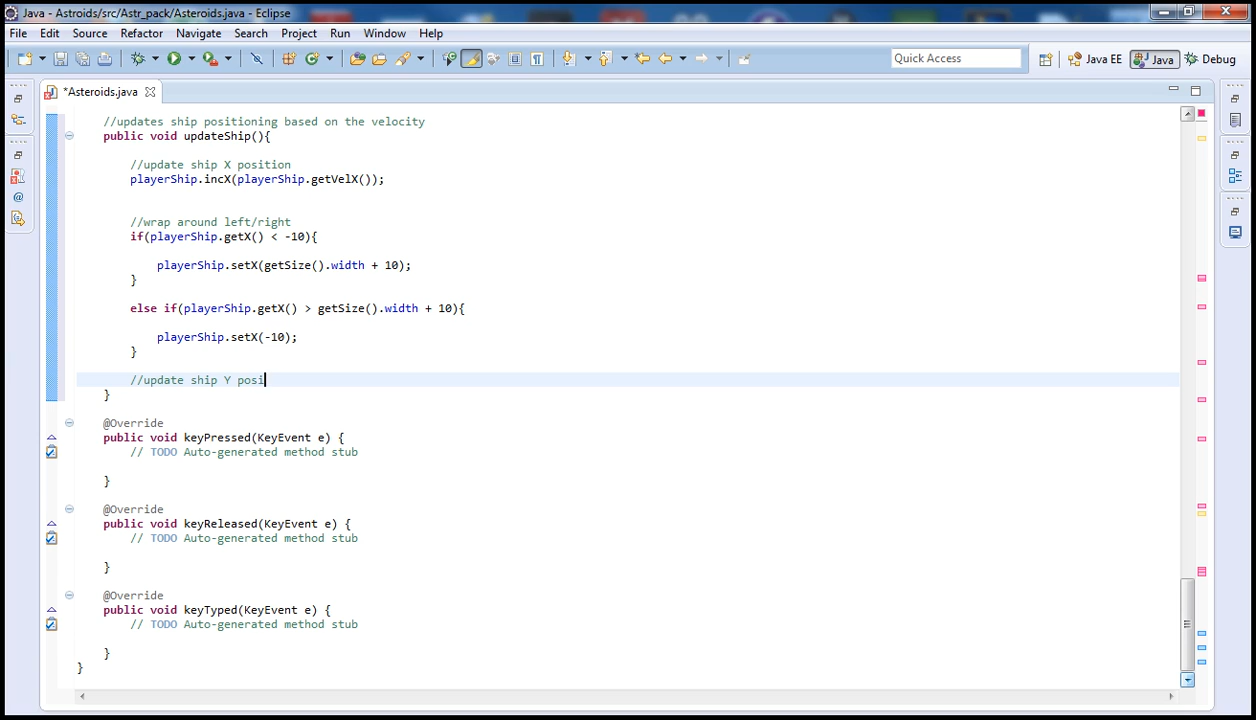 Java - Astroids/src/Astr_pack/Asteroids.java - Eclipse
File Edit Source Refactor Navigate Search Project Run Window Help
Quick Access Java EE Java Debug
*Asteroids.java
//updates ship positioning based on the velocity
public void updateShip(){
//update ship X position
playerShip.incX(playerShip.getVelX());
//wrap around left/right
if(playerShip.getX() < -10){
playerShip.setX(getSize().width + 10);
}
else if(playerShip.getX() > getSize().width + 10){
playerShip.setX(-10);
}
//update ship Y posi
}
@Override
public void keyPressed(KeyEvent e) {
// TODO Auto-generated method stub
}
@Override
public void keyReleased(KeyEvent e) {
// TODO Auto-generated method stub
}
@Override
public void keyTyped(KeyEvent e) {
// TODO Auto-generated method stub
}
}